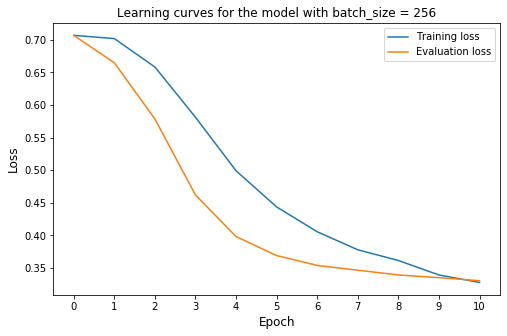 Learning curves for the model with batch_size = 256
Training loss
Evaluation loss
0.70
0.65
0.60
0.55
0.50
0.45
0.40
0.35
Loss
0 1 2 3 4 5 6 7 8 9 10
Epoch